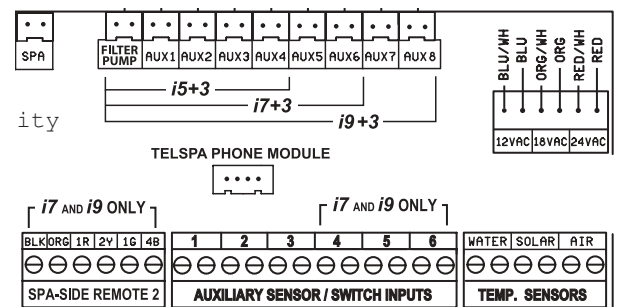 SPA
FILTER PUMP AUX1 AUX2 AUX3 AUX4 AUX5 AUX6 AUX7 AUX8
BLU/WH BLU ORG/WH ORG RED/WH RED
i5+3
i7+3
i9+3
ity
12VAC 18VAC 24VAC
TELSPA PHONE MODULE
i7 AND i9 ONLY
i7 AND i9 ONLY
BLK ORG 1R 2Y 1G 4B
1 2 3 4 5 6
WATER SOLAR AIR
SPA-SIDE REMOTE 2
AUXILIARY SENSOR / SWITCH INPUTS
TEMP. SENSORS